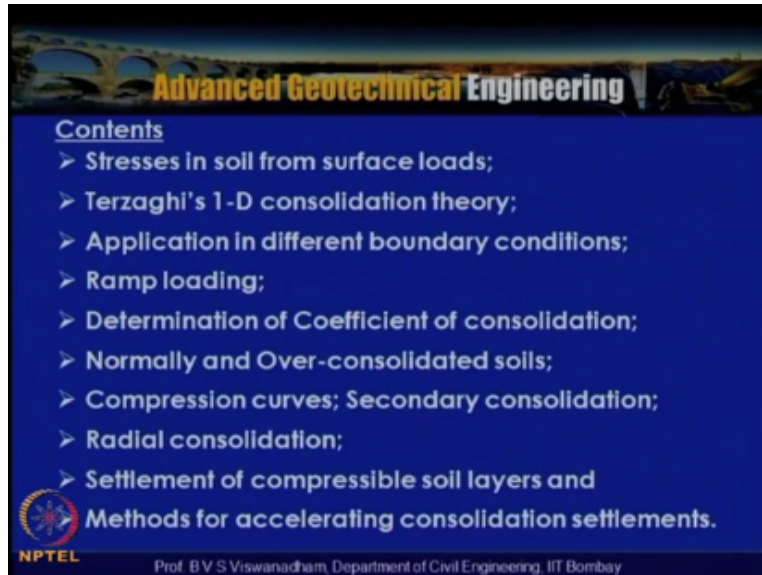 Advanced Geotechnical Engineering
Contents
➢ Stresses in soil from surface loads;
➢ Terzaghi's 1-D consolidation theory;
➢ Application in different boundary conditions;
➢ Ramp loading;
➢ Determination of Coefficient of consolidation;
➢ Normally and Over-consolidated soils;
➢ Compression curves; Secondary consolidation;
➢ Radial consolidation;
➢ Settlement of compressible soil layers and
➢ Methods for accelerating consolidation settlements.
NPTEL
Prof. B V S Viswanadham, Department of Civil Engineering, IIT Bombay